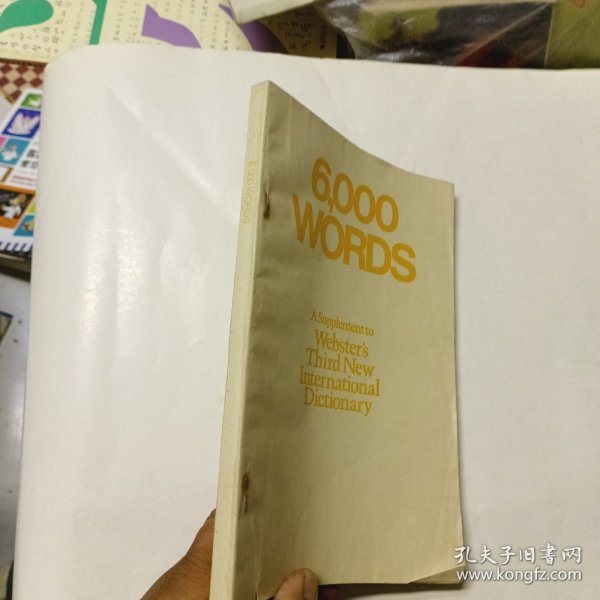 6,000 WORDS
6,000
WORDS
A Supplement to
Webster's
Third New
International
Dictionary
孔夫子旧书网
www.kongfz.com